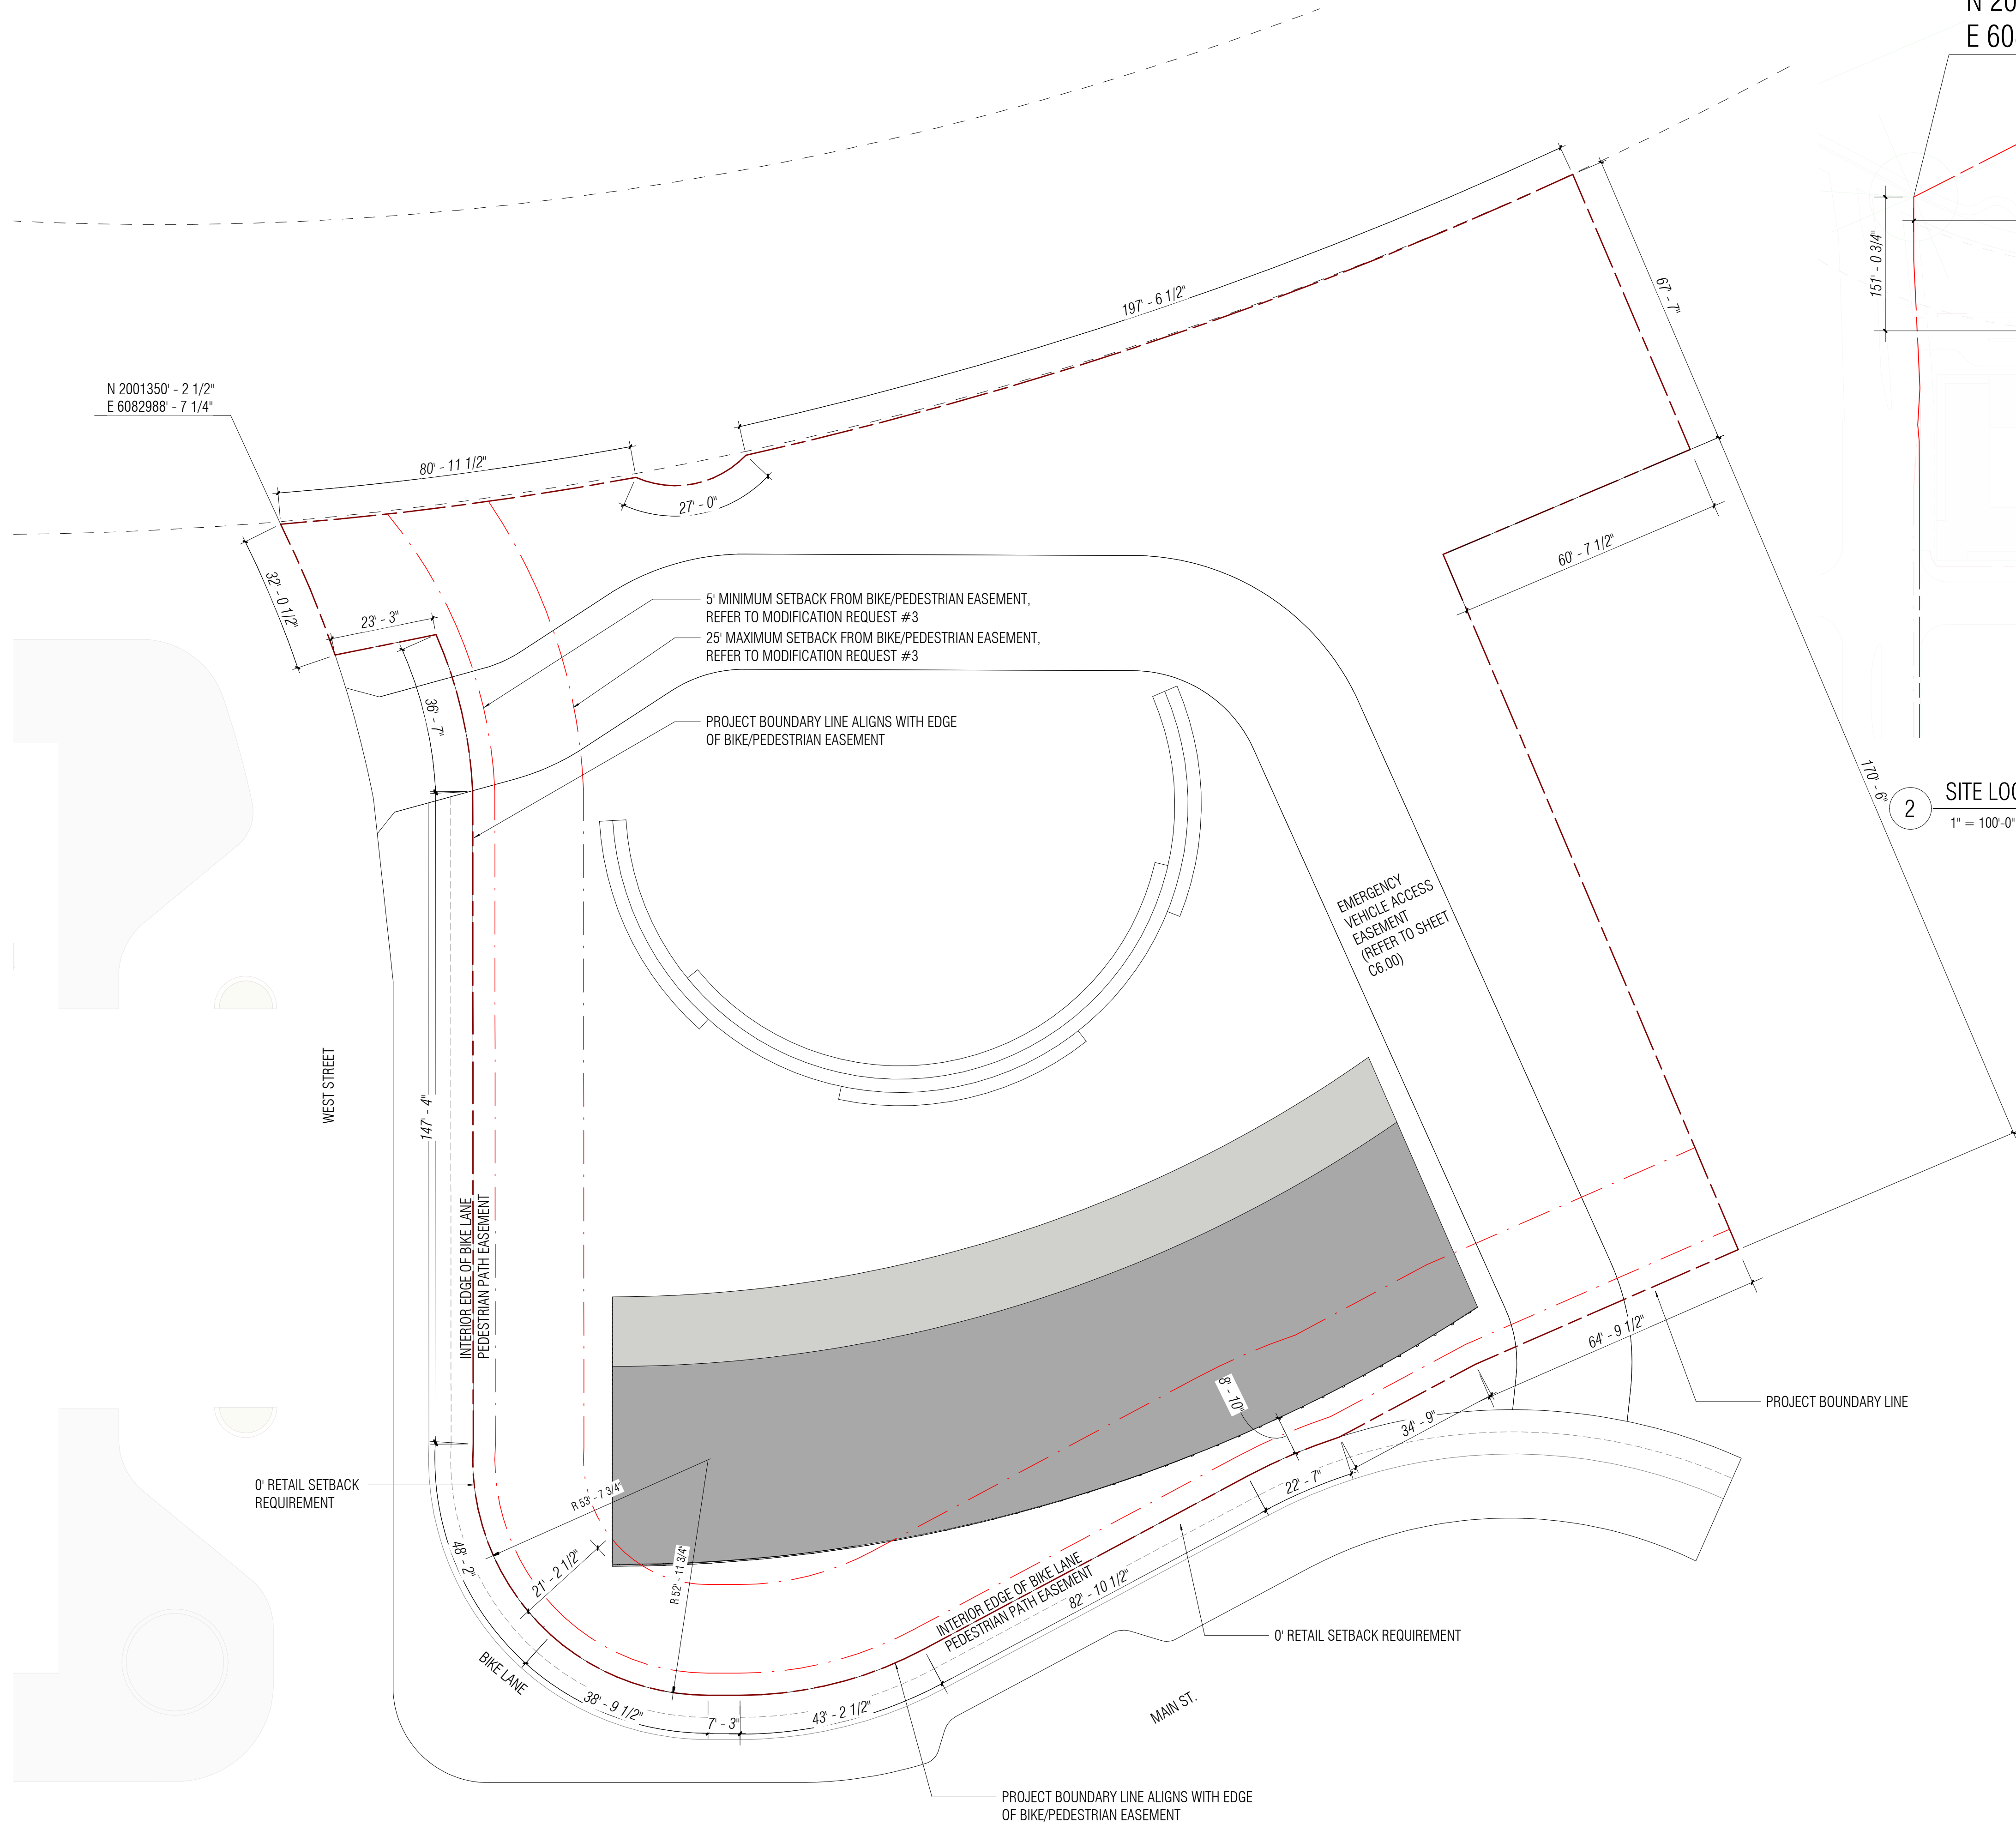 N 20
E 60
151' - 0 3/4"
197' - 6 1/2"
67' - 7"
N 2001350' - 2 1/2"
E 6082988' - 7 1/4"
80' - 11 1/2"
27' - 0"
60' - 7 1/2"
32' - 0 1/2"
23' - 3"
5' MINIMUM SETBACK FROM BIKE/PEDESTRIAN EASEMENT,
REFER TO MODIFICATION REQUEST #3
25' MAXIMUM SETBACK FROM BIKE/PEDESTRIAN EASEMENT,
REFER TO MODIFICATION REQUEST #3
36' - 7"
PROJECT BOUNDARY LINE ALIGNS WITH EDGE
OF BIKE/PEDESTRIAN EASEMENT
170' - 6"
2
SITE LOC
1" = 100'-0"
EMERGENCY
VEHICLE ACCESS
EASEMENT
(REFER TO SHEET
C6.00)
WEST STREET
147' - 4"
INTERIOR EDGE OF BIKE LANE
PEDESTRIAN PATH EASEMENT
64' - 9 1/2"
8' - 10"
PROJECT BOUNDARY LINE
34' - 9"
22' - 7"
0' RETAIL SETBACK
REQUIREMENT
R 53' - 7 3/4"
48' - 2"
21' - 2 1/2"
R 52' - 11 3/4"
INTERIOR EDGE OF BIKE LANE
PEDESTRIAN PATH EASEMENT
82' - 10 1/2"
0' RETAIL SETBACK REQUIREMENT
BIKE LANE
38' - 9 1/2"
7' - 3"
43' - 2 1/2"
MAIN ST.
PROJECT BOUNDARY LINE ALIGNS WITH EDGE
OF BIKE/PEDESTRIAN EASEMENT